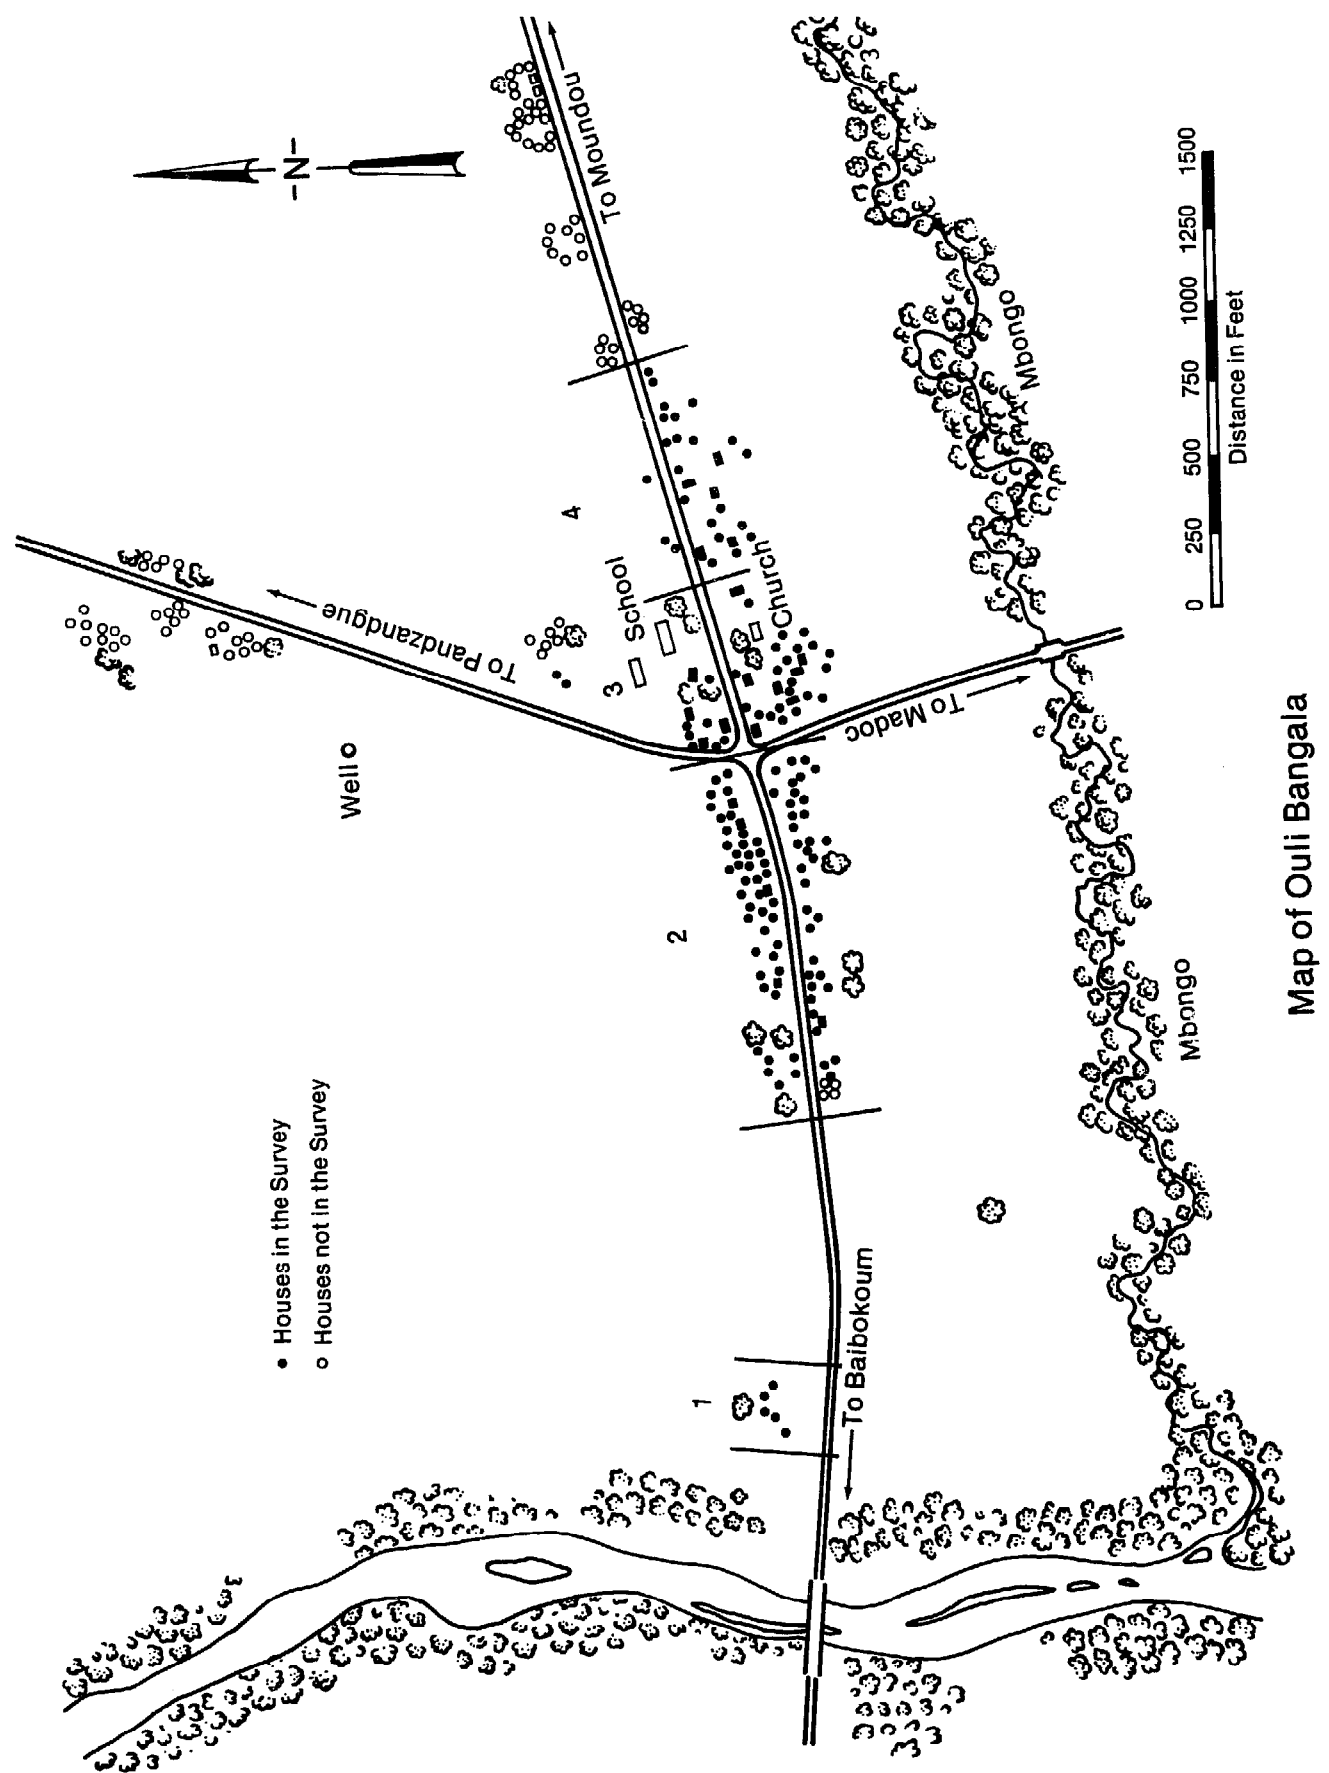 N
To Moundou
To Pandzandgue
School
Church
4
3
To Madoc
Well
2
Mbongo
Mbongo
1
To Baibokoum
● Houses in the Survey
○ Houses not in the Survey
0 250 500 750 1000 1250 1500
Distance in Feet
Map of Ouli Bangala